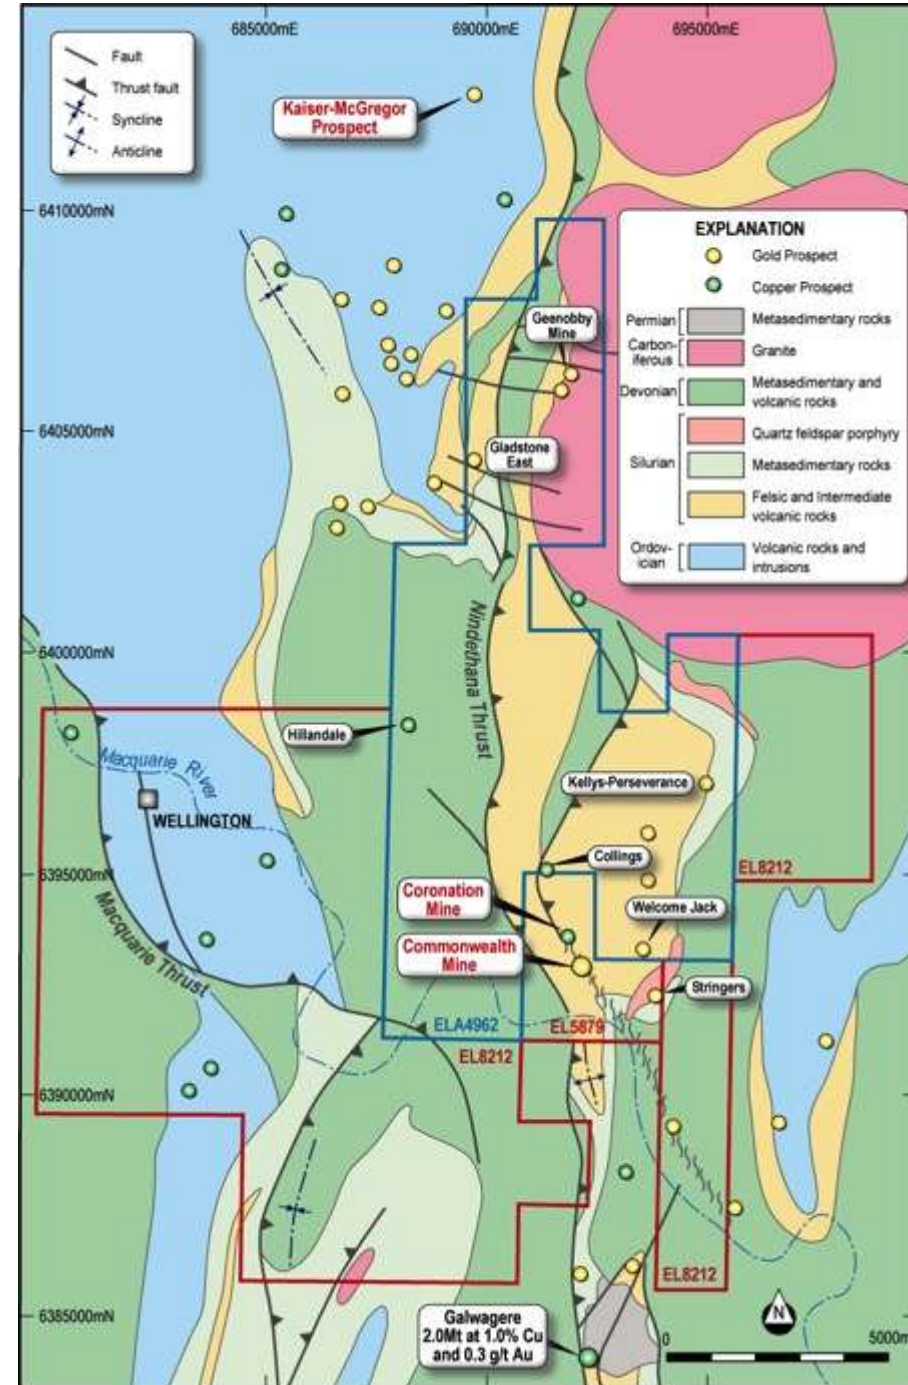 685000mE
690000mE
695000mE
Fault
Thrust fault
Syncline
Anticline
Kaiser-McGregor
Prospect
6410000mN
EXPLANATION
Gold Prospect
Copper Prospect
Permian
Metasedimentary rocks
Carbon-
iferous
Granite
Devonian
Metasedimentary and
volcanic rocks
Quartz feldspar porphyry
Silurian
Metasedimentary rocks
Felsic and Intermediate
volcanic rocks
Ordov-
ician
Volcanic rocks and
intrusions
Geenobby
Mine
6405000mN
Gladstone
East
Nindethana Thrust
6400000mN
Hillandale
Macquarie River
WELLINGTON
Kellys-Perseverance
Collings
EL8212
6395000mN
Coronation
Mine
Welcome Jack
Macquarie Thrust
Commonwealth
Mine
Stringers
ELA4962
EL5879
EL8212
6390000mN
EL8212
6385000mN
Galwagere
2.0Mt at 1.0% Cu
and 0.3 g/t Au
N
0
5000m